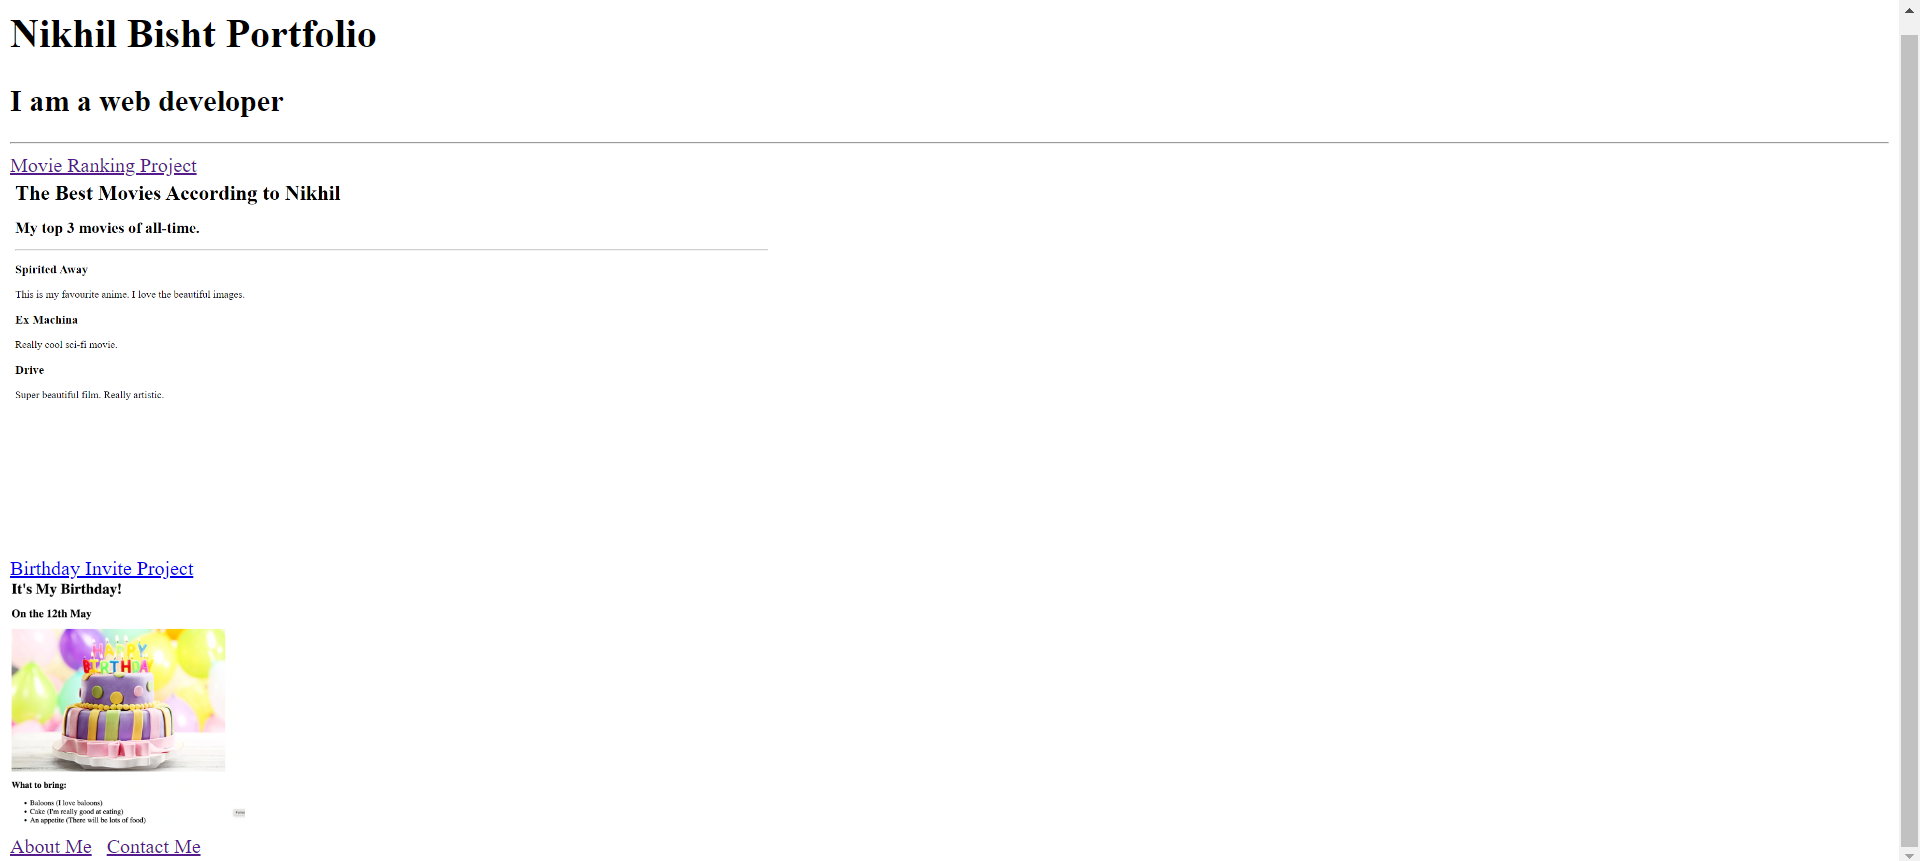 Nikhil Bisht Portfolio
I am a web developer
Movie Ranking Project
The Best Movies According to Nikhil
My top 3 movies of all-time.
Spirited Away
This is my favourite anime. I love the beautiful images.
Ex Machina
Really cool sci-fi movie.
Drive
Super beautiful film. Really artistic.
Birthday Invite Project
It's My Birthday!
On the 12th May
HAPPY
BIRTHDAY
What to bring:
• Baloons (I love baloons)
• Cake (I'm really good at eating)
• An appetite (There will be lots of food)
About Me Contact Me